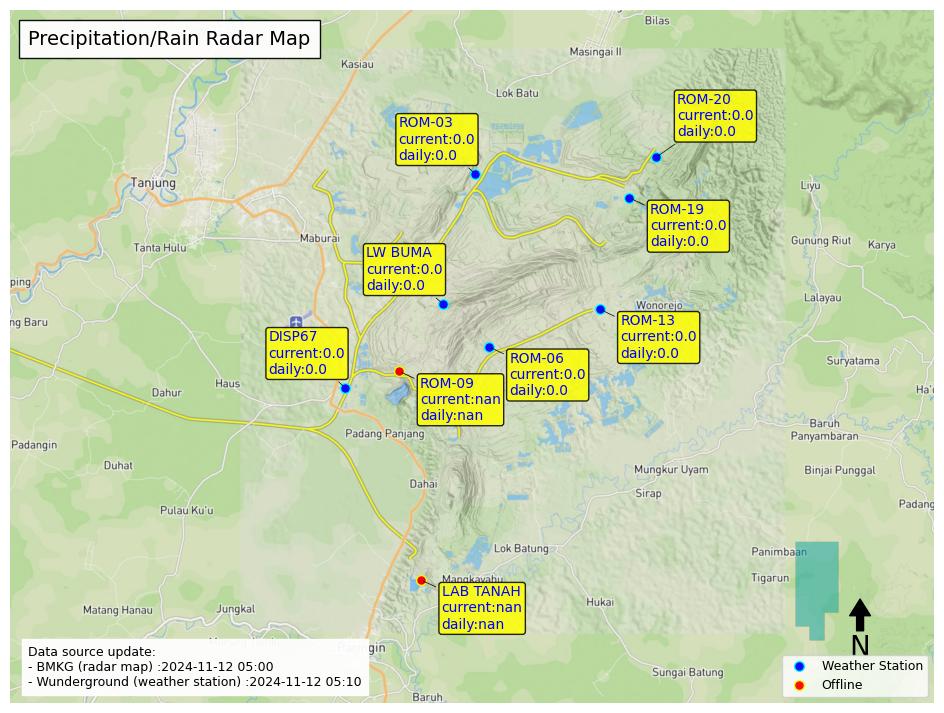 Precipitation/Rain Radar Map
Bilas
Masingai II
Kasiau
Lok Batu
ROM-20
current:0.0
daily:0.0
ROM-03
current:0.0
daily:0.0
Tanjung
Liyu
ROM-19
current:0.0
daily:0.0
Maburai
Tanta Hulu
Gunung Riut
Karya
LW BUMA
current:0.0
daily:0.0
ping
Lalayau
Wonorejo
ng Baru
ROM-13
current:0.0
daily:0.0
DISP67
current:0.0
daily:0.0
ROM-06
current:0.0
daily:0.0
Suryatama
Haus
ROM-09
current:nan
daily:nan
Dahur
Ha
Baruh
Panyambaran
Padang Panjang
Padangin
Duhat
Mungkur Uyam
Binjai Punggal
Dahai
Sirap
Padang
Pulau Ku'u
Lok Batung
Panimbaan
Tigarun
Mangkayahu
LAB TANAH
current:nan
daily:nan
Hukai
Matang Hanau
Jungkal
N
Data source update:
- BMKG (radar map) :2024-11-12 05:00
- Wunderground (weather station) :2024-11-12 05:10
Sungai Batung
Baruh
Weather Station
Offline